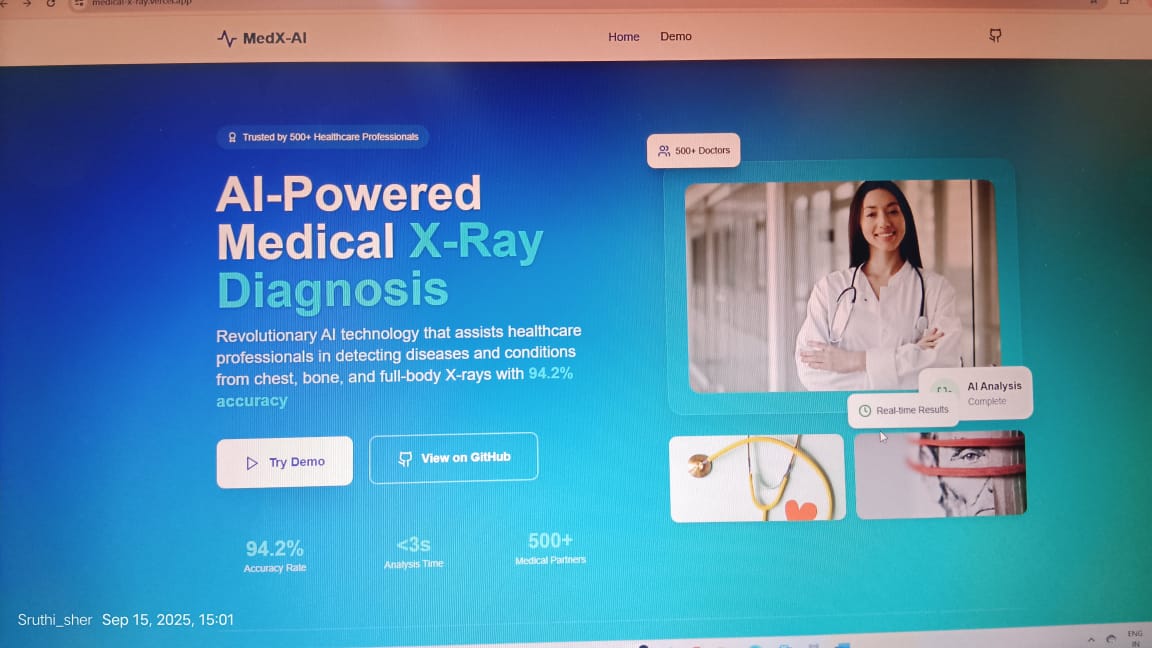 medical-x-ray.vercel.app
MedX-AI
Home Demo
Trusted by 500+ Healthcare Professionals
AI-Powered
Medical X-Ray
Diagnosis
Revolutionary AI technology that assists healthcare
professionals in detecting diseases and conditions
from chest, bone, and full-body X-rays with 94.2%
accuracy
Try Demo
View on GitHub
94.2%
Accuracy Rate
<3s
Analysis Time
500+
Medical Partners
500+ Doctors
AI Analysis
Complete
Real-time Results
Sruthi_sher Sep 15, 2025, 15:01
ENG
IN